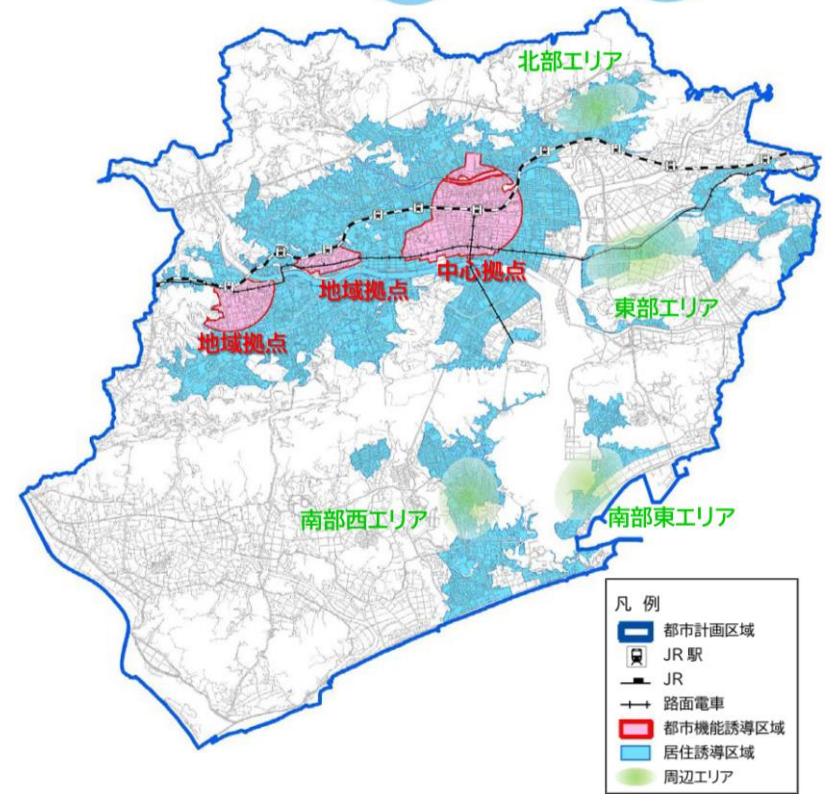 北部エリア
中心拠点
地域拠点
東部エリア
地域拠点
南部西エリア
南部東エリア
凡 例
都市計画区域
JR 駅
JR
路面電車
都市機能誘導区域
居住誘導区域
周辺エリア